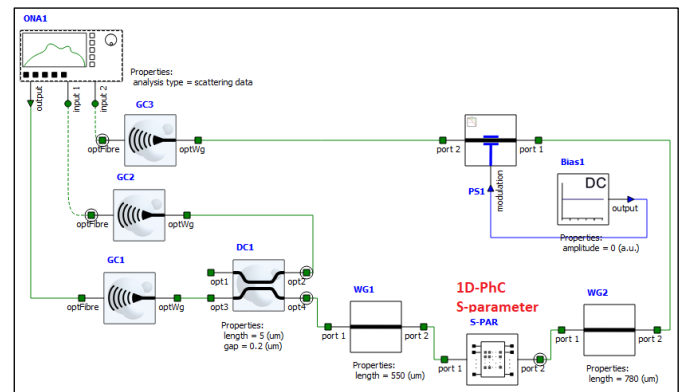 ONA1
Properties:
analysis type = scattering data
output
input 1
input 2
GC3
optFibre
optWg
port 2
port 1
PS1
modulation
Bias1
DC
output
Properties:
amplitude = 0 (a.u.)
GC2
optFibre
optWg
GC1
optFibre
optWg
DC1
opt1
opt2
opt3
opt4
Properties:
length = 5 (um)
gap = 0.2 (um)
WG1
port 1
port 2
Properties:
length = 550 (um)
1D-PhC
S-parameter
S-PAR
port 1
port 2
WG2
port 1
port 2
Properties:
length = 780 (um)